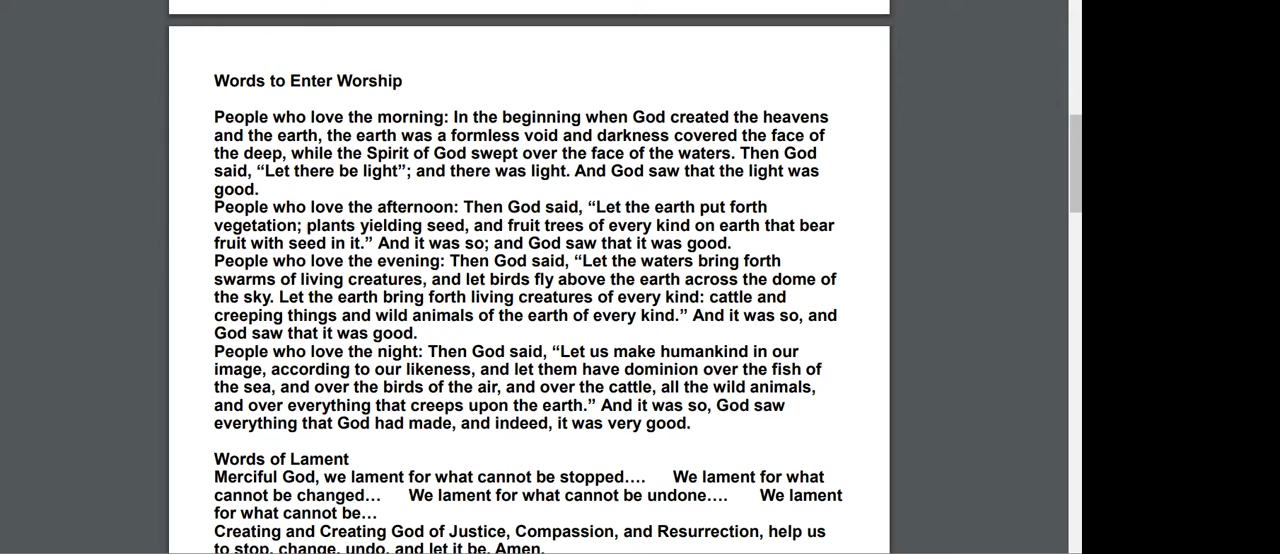 Words to Enter Worship
People who love the morning: In the beginning when God created the heavens
and the earth, the earth was a formless void and darkness covered the face of
the deep, while the Spirit of God swept over the face of the waters. Then God
said, “Let there be light”; and there was light. And God saw that the light was
good.
People who love the afternoon: Then God said, “Let the earth put forth
vegetation; plants yielding seed, and fruit trees of every kind on earth that bear
fruit with seed in it.” And it was so; and God saw that it was good.
People who love the evening: Then God said, “Let the waters bring forth
swarms of living creatures, and let birds fly above the earth across the dome of
the sky. Let the earth bring forth living creatures of every kind: cattle and
creeping things and wild animals of the earth of every kind.” And it was so, and
God saw that it was good.
People who love the night: Then God said, “Let us make humankind in our
image, according to our likeness, and let them have dominion over the fish of
the sea, and over the birds of the air, and over the cattle, all the wild animals,
and over everything that creeps upon the earth.” And it was so, God saw
everything that God had made, and indeed, it was very good.
Words of Lament
Merciful God, we lament for what cannot be stopped…. We lament for what
cannot be changed… We lament for what cannot be undone…. We lament
for what cannot be…
Creating and Creating God of Justice, Compassion, and Resurrection, help us
to stop, change, undo, and let it be. Amen.